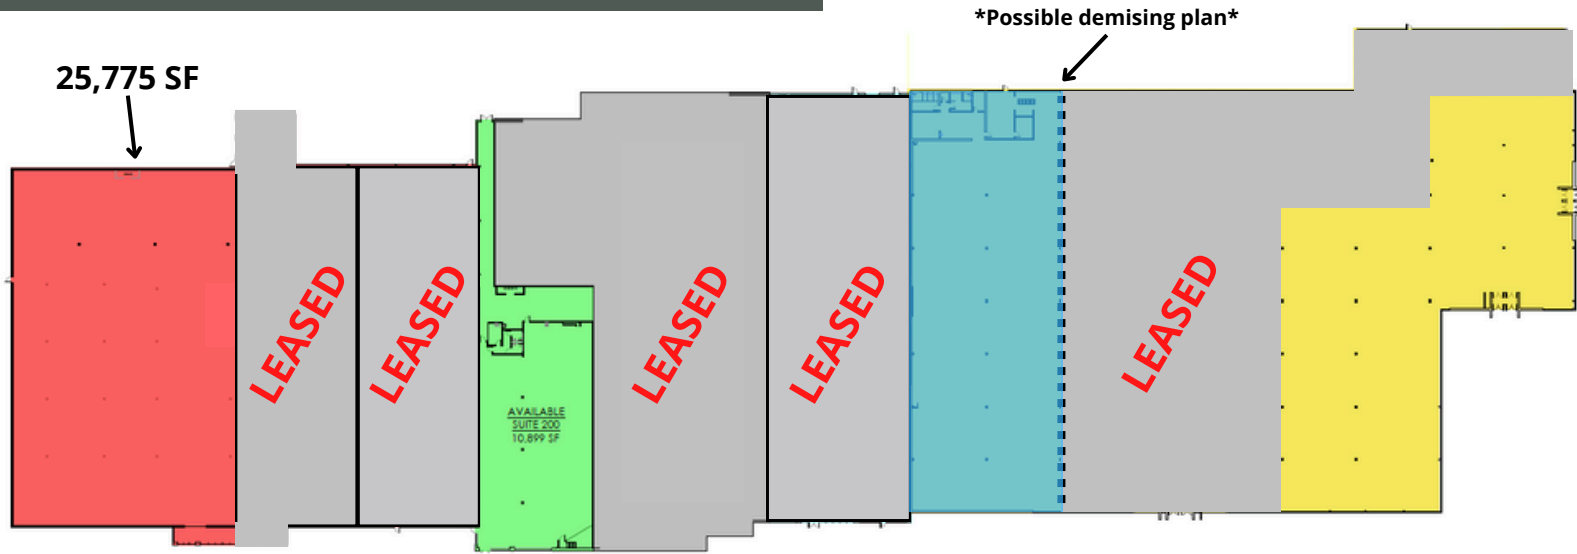 *Possible demising plan*
25,775 SF
LEASED
LEASED
LEASED
LEASED
LEASED
AVAILABLE
SUITE 200
10,899 SF